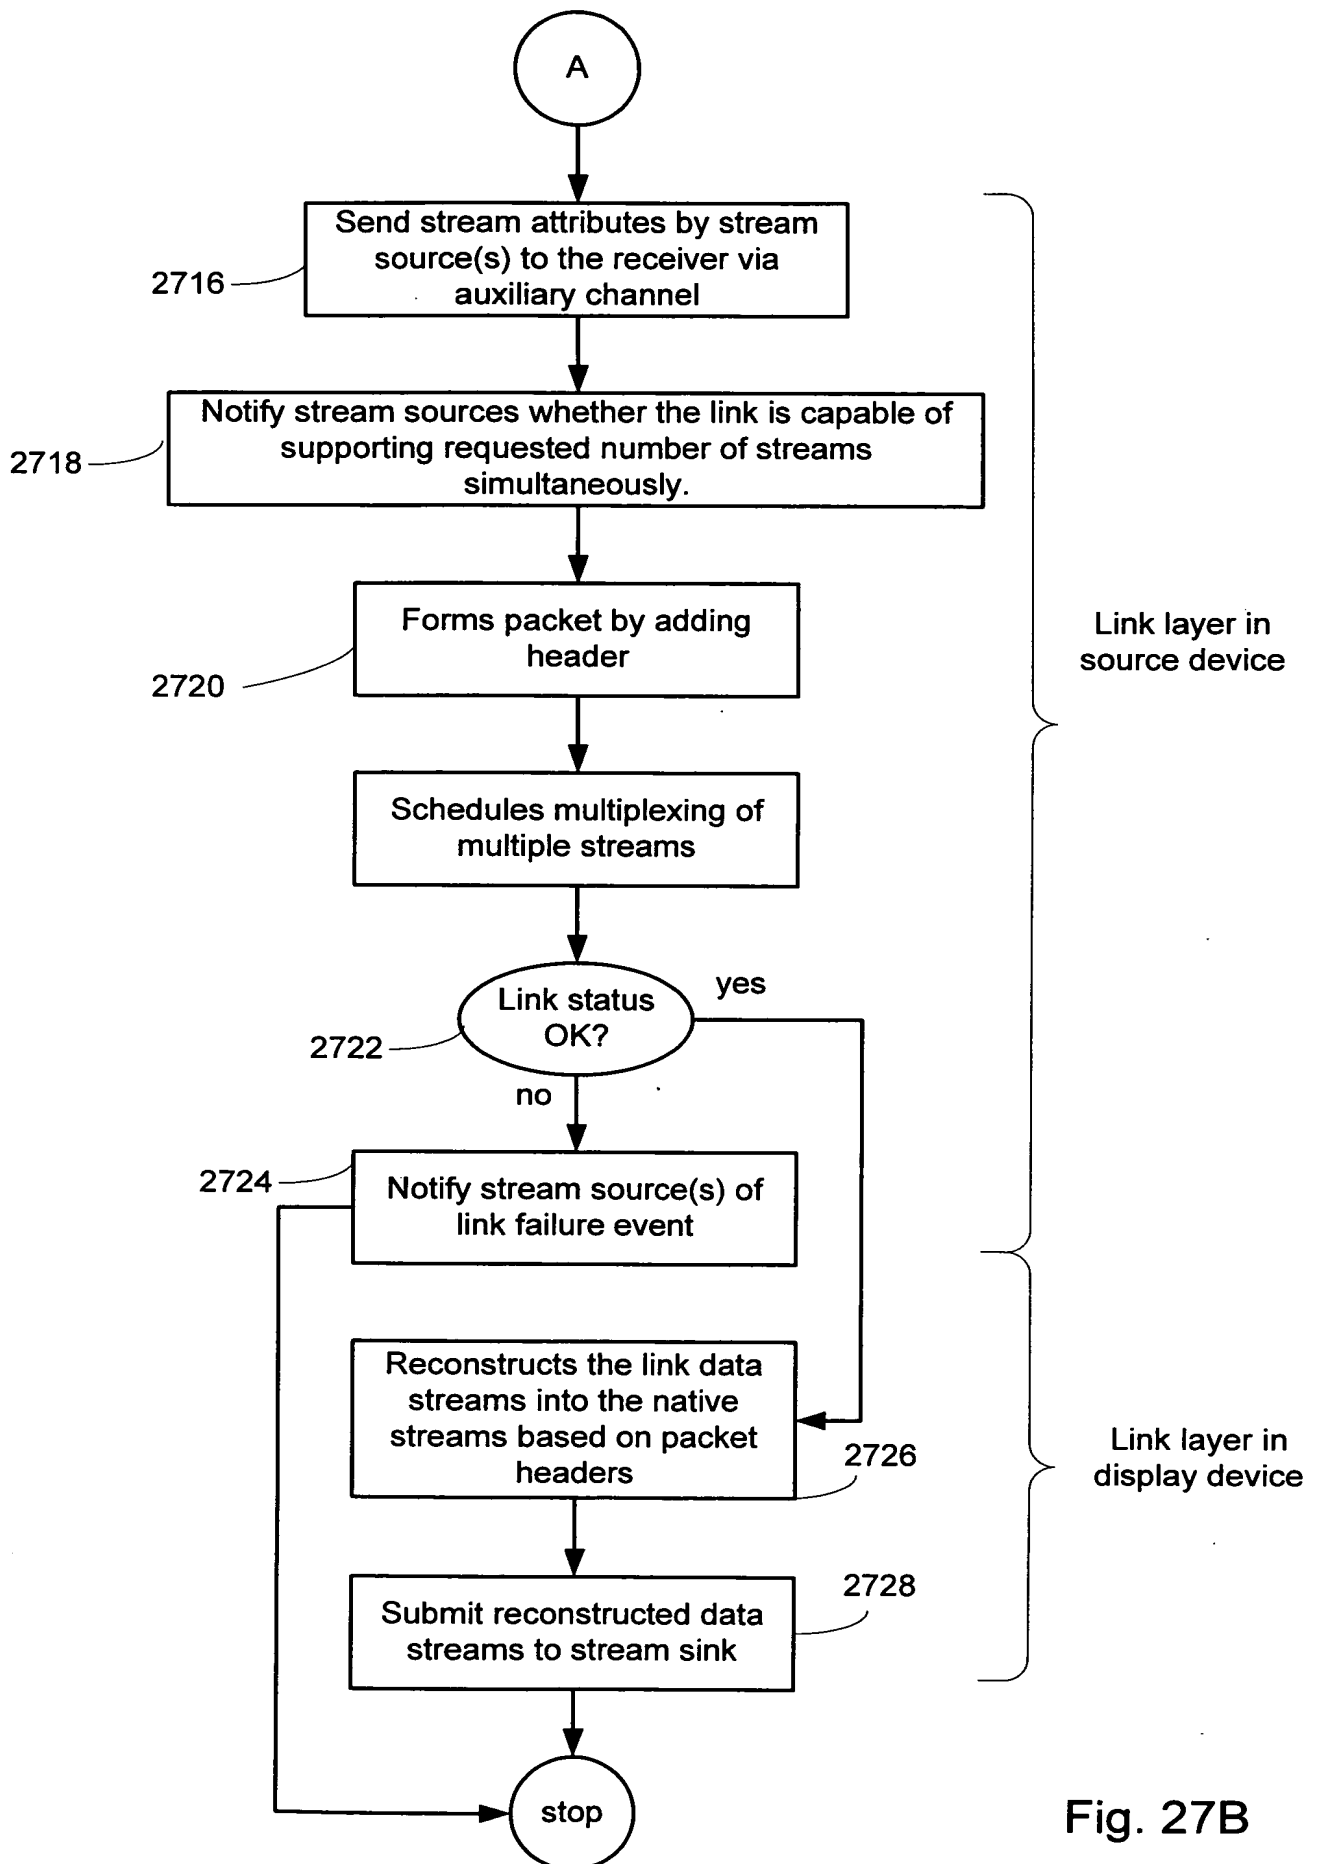 A
Send stream attributes by stream
source(s) to the receiver via
auxiliary channel
2716
Notify stream sources whether the link is capable of
supporting requested number of streams
simultaneously.
2718
Forms packet by adding
header
2720
Link layer in
source device
Schedules multiplexing of
multiple streams
Link status
OK?
yes
2722
no
2724
Notify stream source(s) of
link failure event
Reconstructs the link data
streams into the native
streams based on packet
headers
2726
Link layer in
display device
2728
Submit reconstructed data
streams to stream sink
stop
Fig. 27B